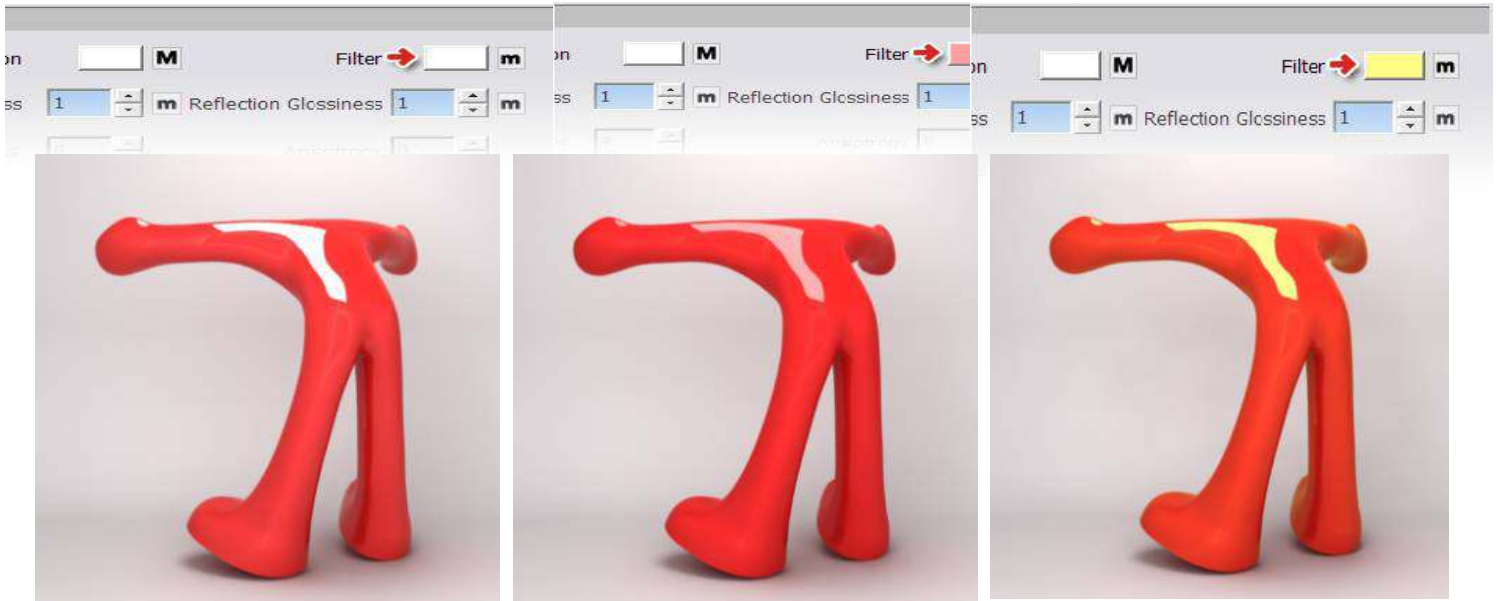 on M Filter m
ss 1 m Reflection Glossiness 1 m
on M Filter
ss 1 m Reflection Glossiness 1
on M Filter m
ss 1 m Reflection Glossiness 1 m